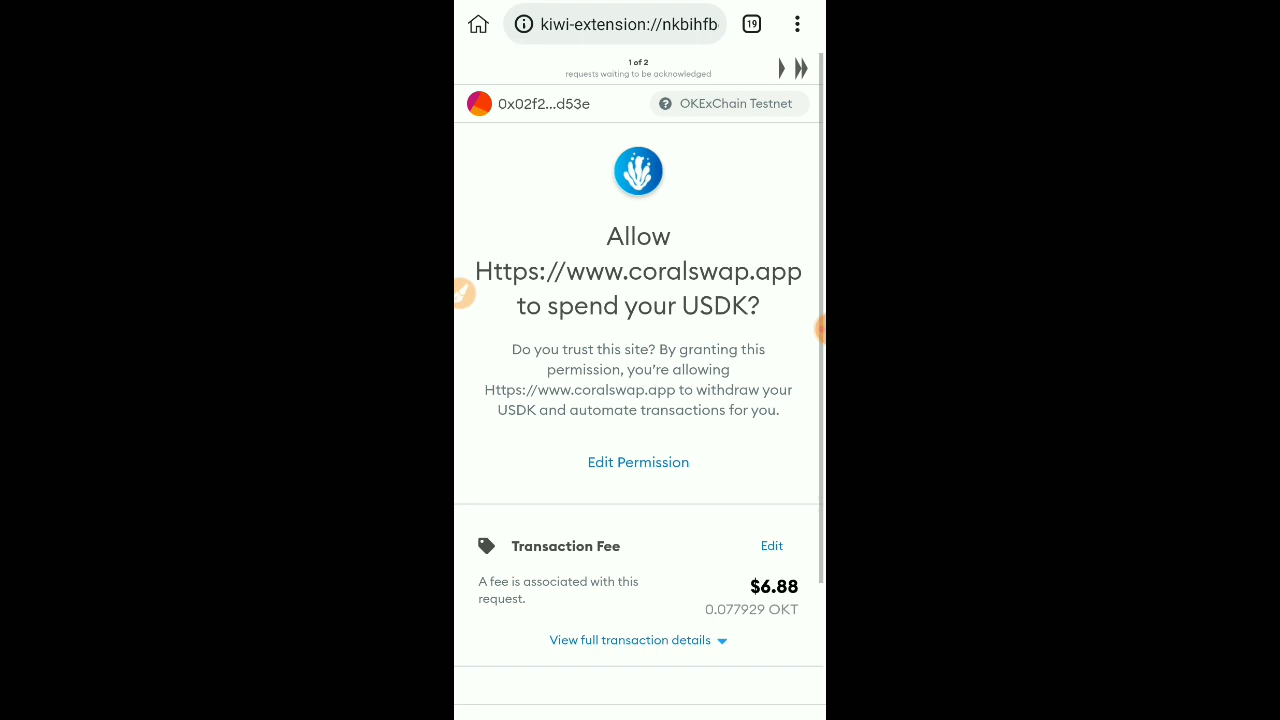 kiwi-extension://nkbihfb
19
1 of 2
requests waiting to be acknowledged
0x02f2...d53e
OKExChain Testnet
Allow
Https://www.coralswap.app
to spend your USDK?
Do you trust this site? By granting this
permission, you're allowing
Https://www.coralswap.app to withdraw your
USDK and automate transactions for you.
Edit Permission
Transaction Fee
Edit
A fee is associated with this
request.
$6.88
0.077929 OKT
View full transaction details